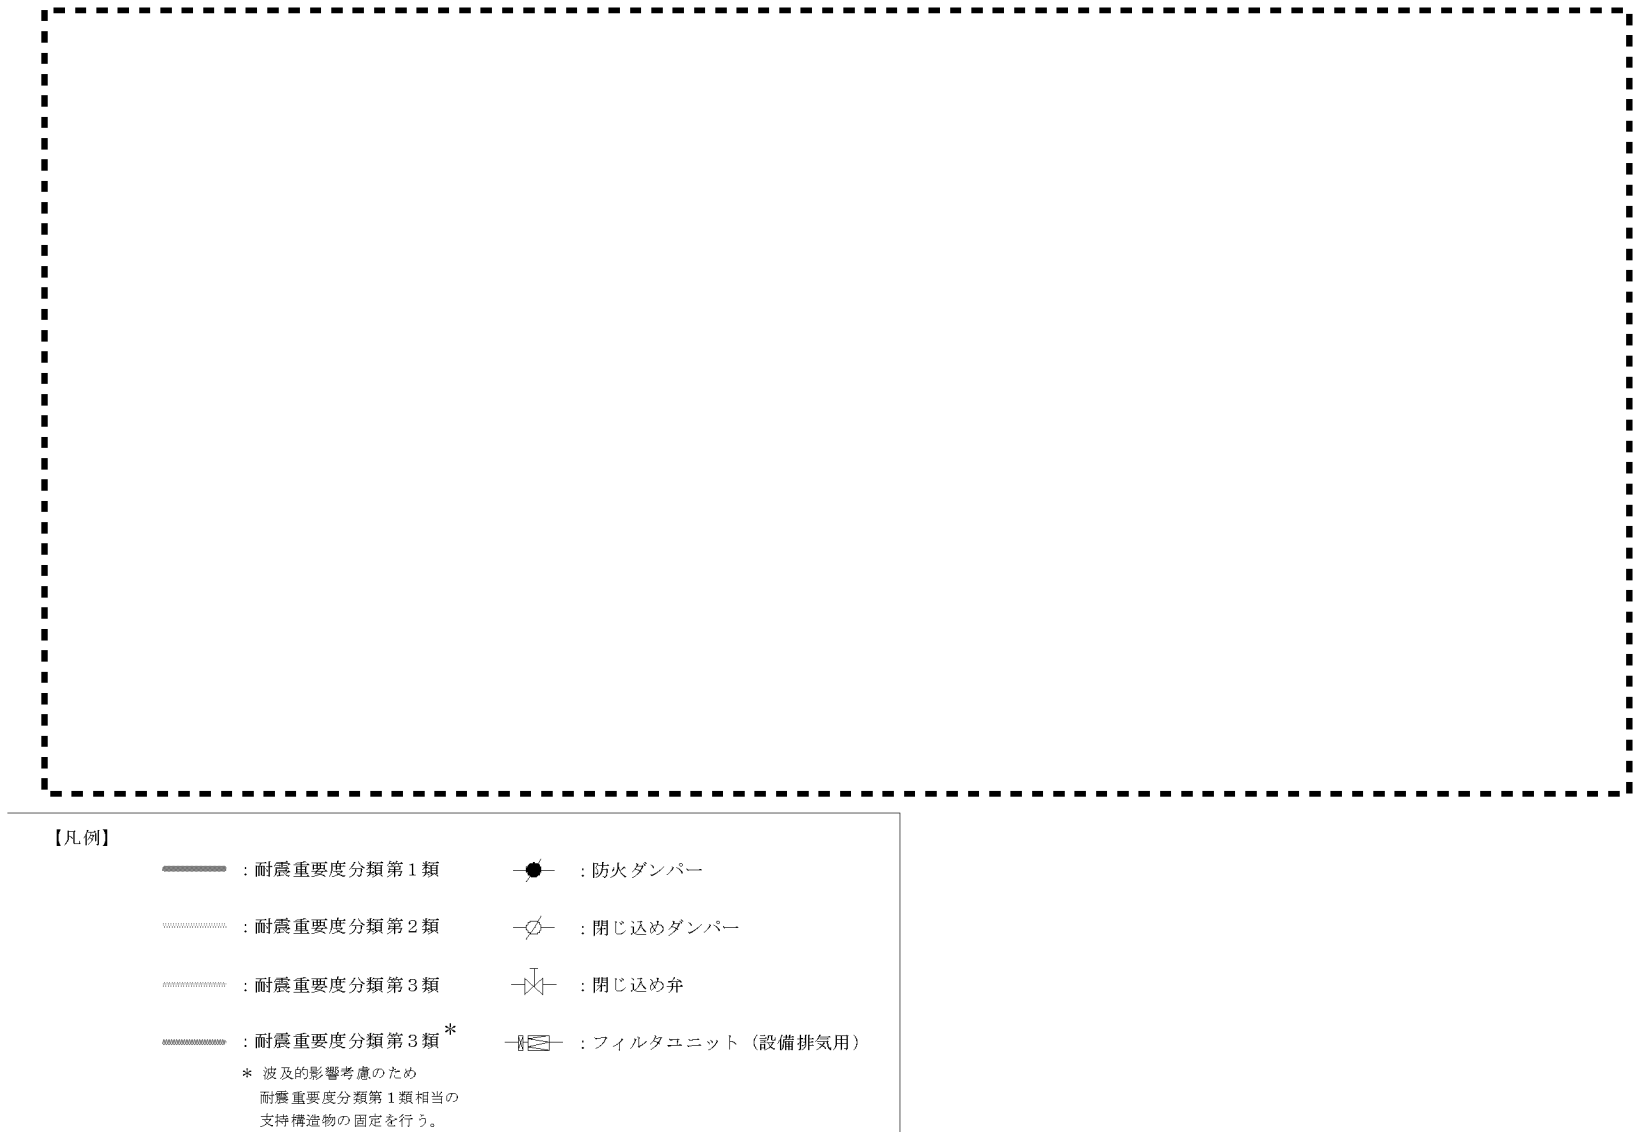 【凡例】
：耐震重要度分類第１類
：防火ダンパー
：耐震重要度分類第２類
：閉じ込めダンパー
：耐震重要度分類第３類
：閉じ込め弁
：耐震重要度分類第３類＊
：フィルタユニット（設備排気用）
＊ 波及的影響考慮のため
耐震重要度分類第１類相当の
支持構造物の固定を行う。